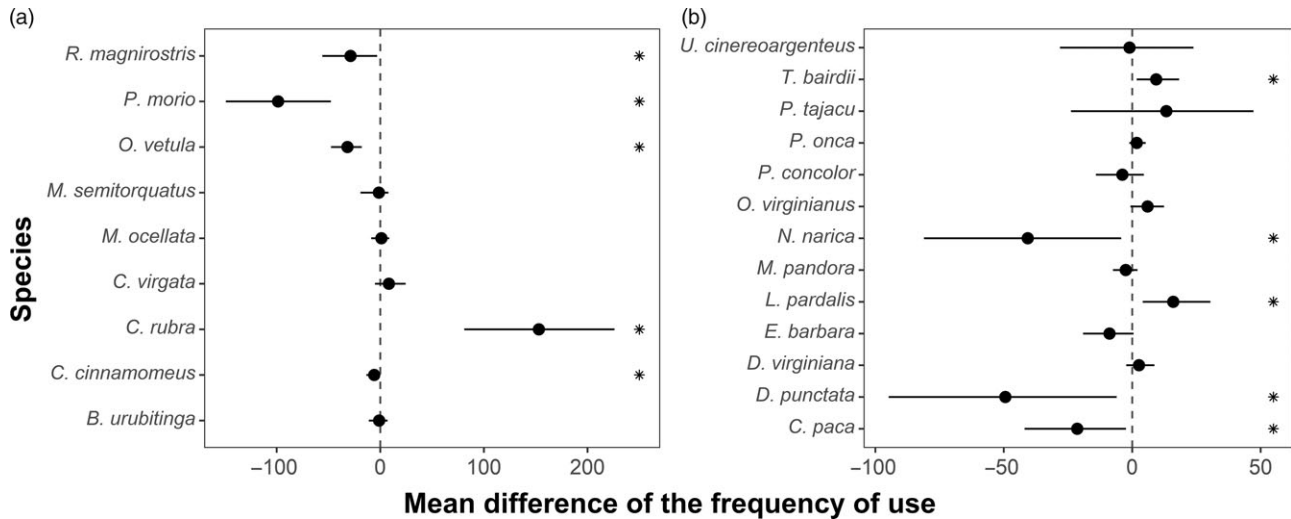 (a)
R. magnirostris *
P. morio *
O. vetula *
M. semitorquatus
M. ocellata
C. virgata
C. rubra *
C. cinnamomeus *
B. urubitinga
−100 0 100 200
Species
(b)
U. cinereoargenteus
T. bairdii *
P. tajacu
P. onca
P. concolor
O. virginianus
N. narica *
M. pandora
L. pardalis *
E. barbara
D. virginiana
D. punctata *
C. paca *
−100 −50 0 50
Mean difference of the frequency of use